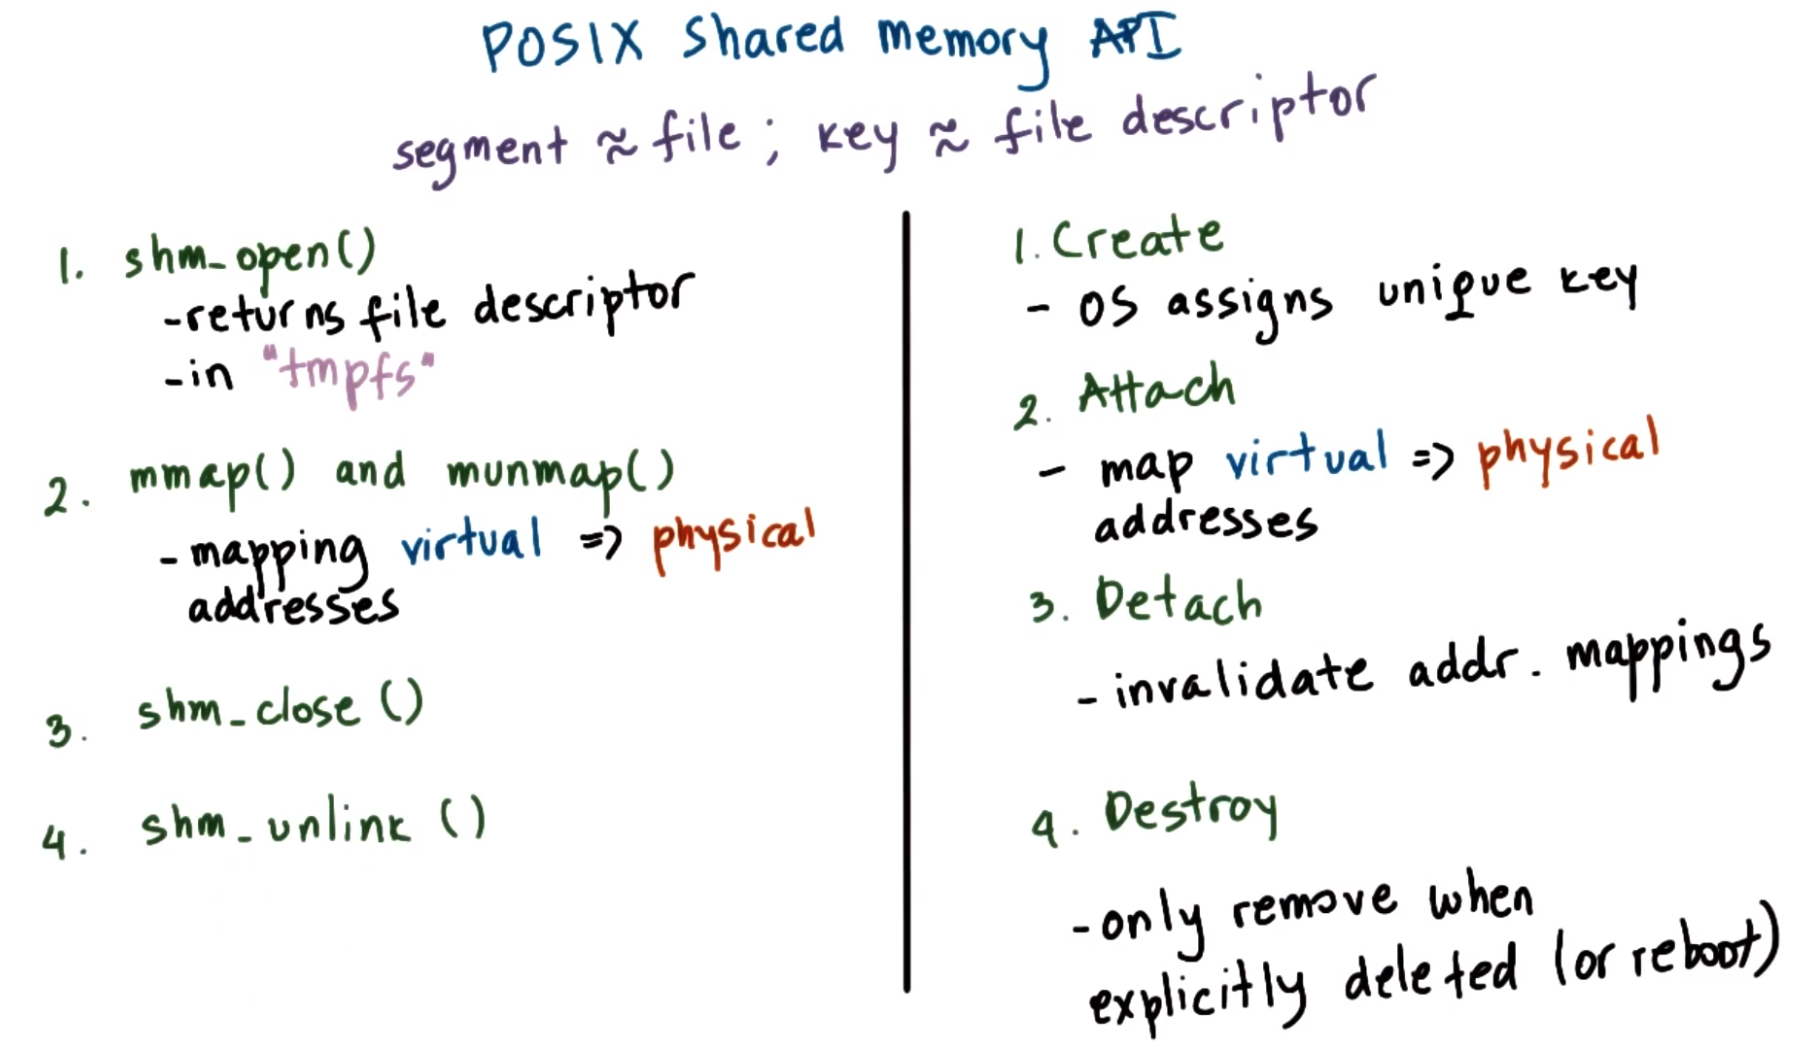 POSIX Shared Memory API
segment ≈ file ; key ≈ file descriptor
1. shm_open()
-returns file descriptor
-in "tmpfs"
2. mmap() and munmap()
- mapping virtual => physical
addresses
3. shm_close ()
4. shm_unlink ()
1. Create
- OS assigns unique key
2. Attach
- map virtual => physical
addresses
3. Detach
- invalidate addr. mappings
4. Destroy
- only remove when
explicitly deleted (or reboot)